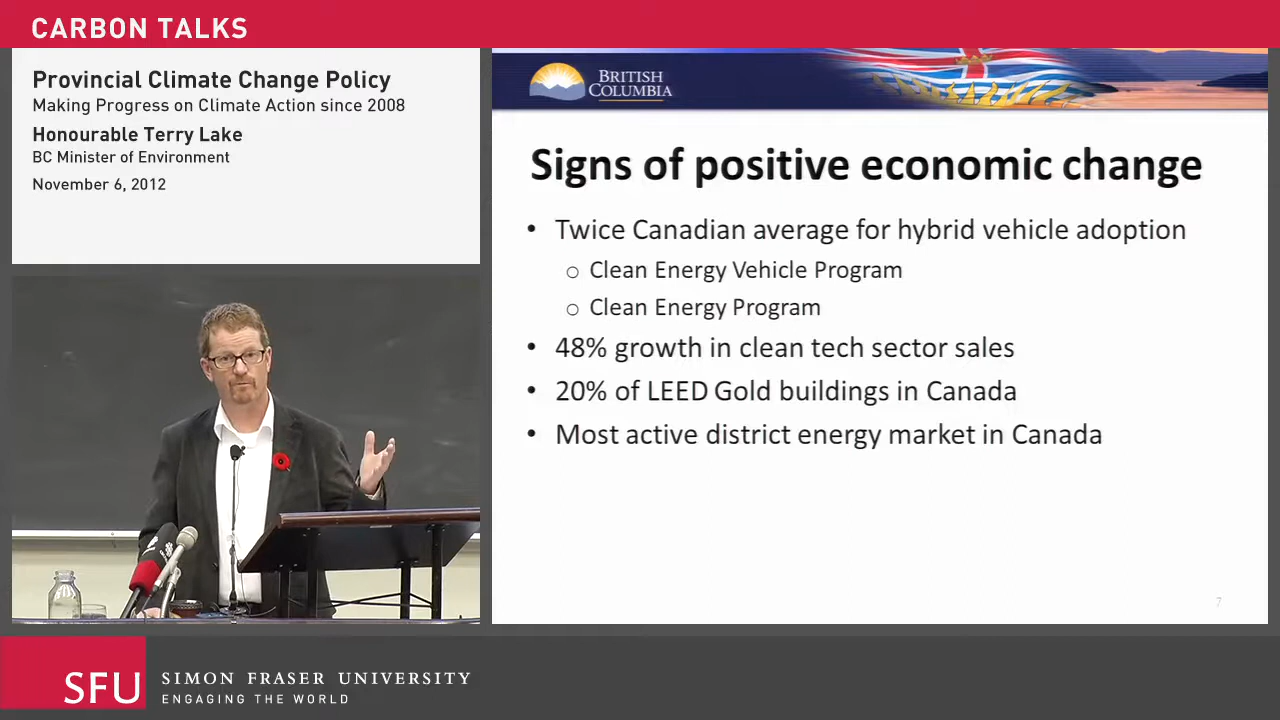 CARBON TALKS
Provincial Climate Change Policy
Making Progress on Climate Action since 2008
Honourable Terry Lake
BC Minister of Environment
November 6, 2012
BRITISH
COLUMBIA
Signs of positive economic change
• Twice Canadian average for hybrid vehicle adoption
o Clean Energy Vehicle Program
o Clean Energy Program
• 48% growth in clean tech sector sales
• 20% of LEED Gold buildings in Canada
• Most active district energy market in Canada
7
SFU
SIMON FRASER UNIVERSITY
ENGAGING THE WORLD